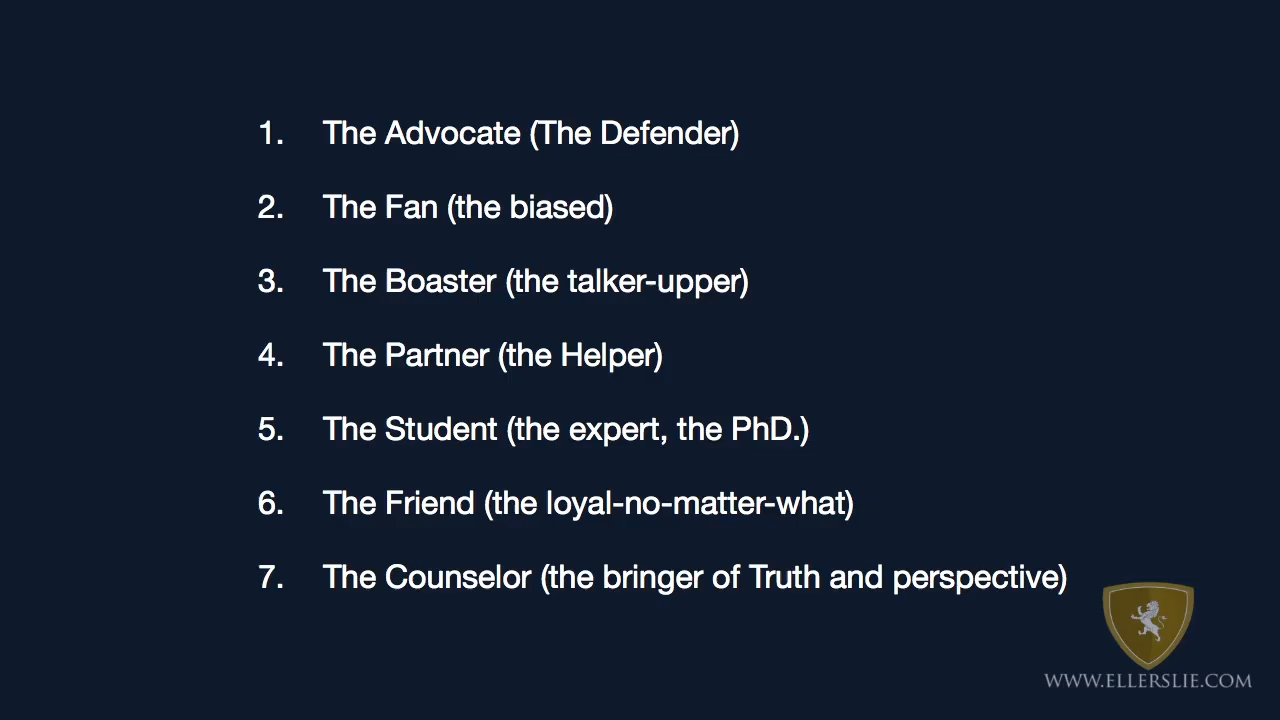 1. The Advocate (The Defender)
2. The Fan (the biased)
3. The Boaster (the talker-upper)
4. The Partner (the Helper)
5. The Student (the expert, the PhD.)
6. The Friend (the loyal-no-matter-what)
7. The Counselor (the bringer of Truth and perspective)
WWW.ELLERSLIE.COM